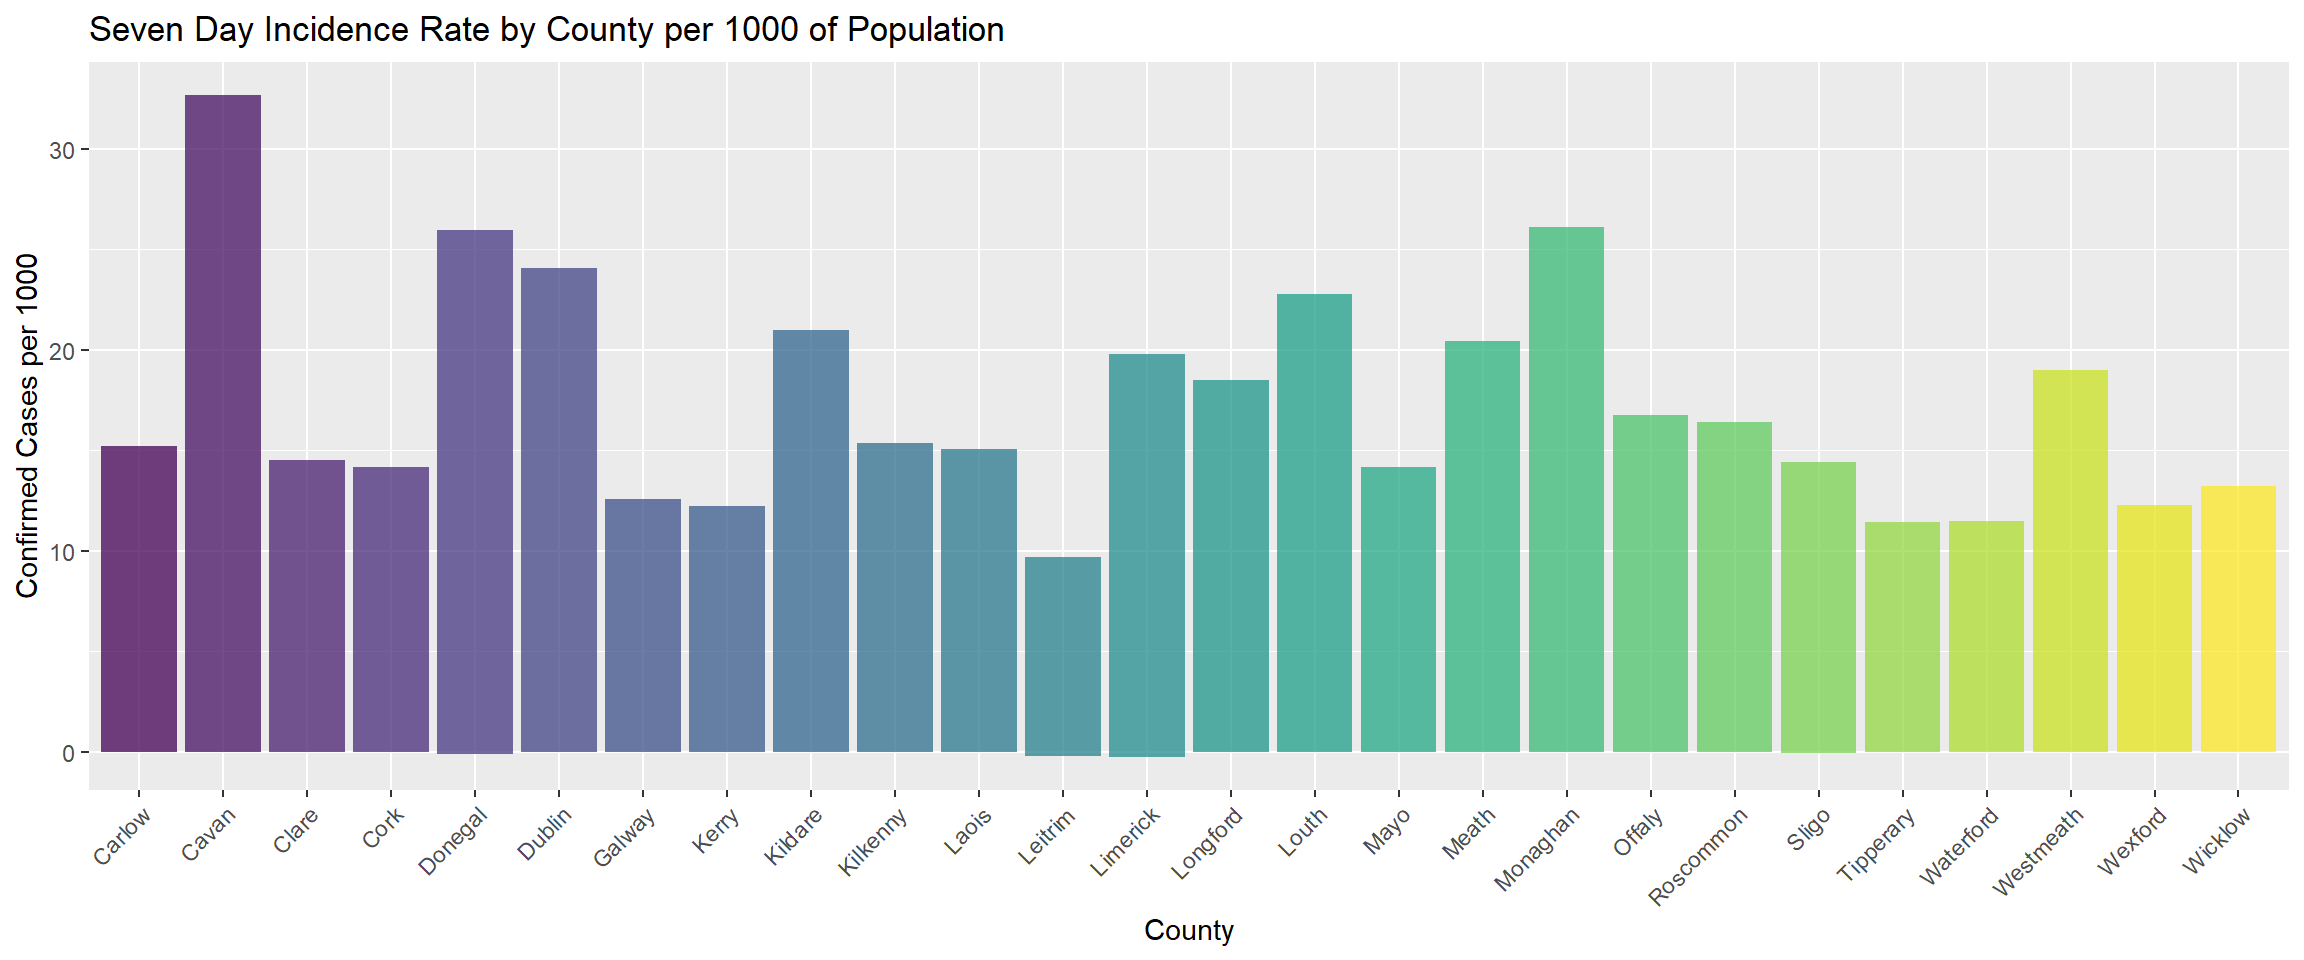 Seven Day Incidence Rate by County per 1000 of Population
Confirmed Cases per 1000
30
20
10
0
Carlow
Cavan
Clare
Cork
Donegal
Dublin
Galway
Kerry
Kildare
Kilkenny
Laois
Leitrim
Limerick
Longford
Louth
Mayo
Meath
Monaghan
Offaly
Roscommon
Sligo
Tipperary
Waterford
Westmeath
Wexford
Wicklow
County